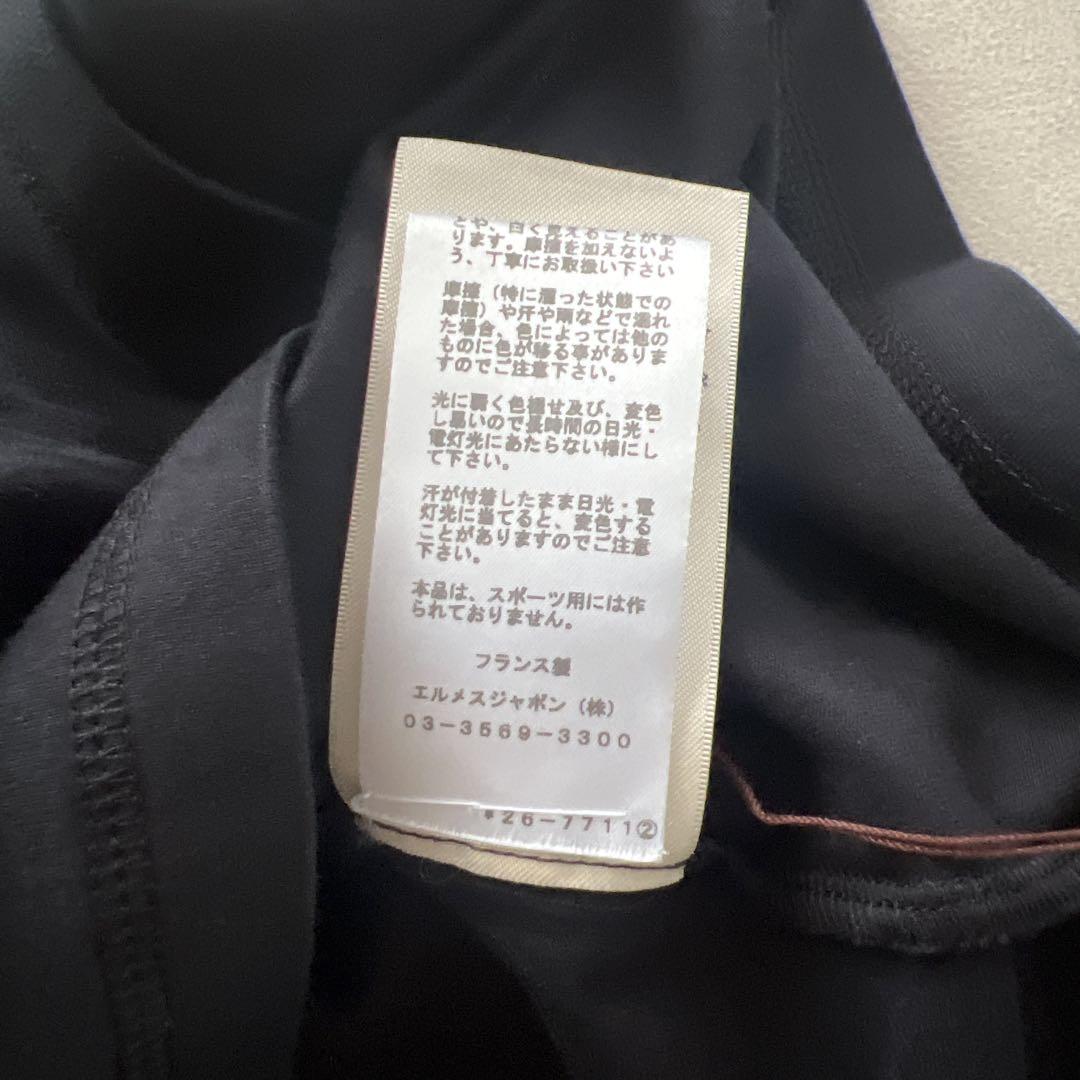 とや、白く見えることがあ
ります。摩擦を加えないよ
う、丁寧にお取扱い下さい
摩擦（特に湿った状態での
摩擦）や汗や雨などで濡れ
た場合、色によっては他の
ものに色が移る事がありま
すのでご注意下さい。
光に弱く色褪せ及び、変色
し易いので長時間の日光・
電灯光にあたらない様にし
て下さい。
汗が付着したまま日光・電
灯光に当てると、変色する
ことがありますのでご注意
下さい。
本品は、スポーツ用には作
られておりません。
フランス製
エルメスジャポン（株）
03-3569-3300
*26-7711②